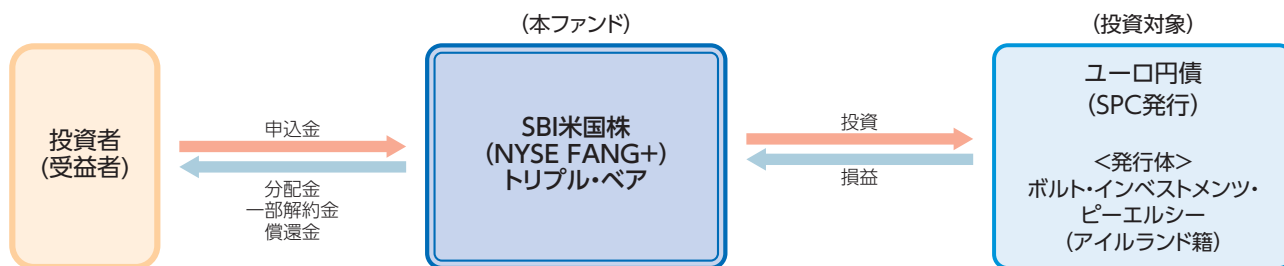 (本ファンド)
(投資対象)
投資者
(受益者)
申込金
分配金
一部解約金
償還金
SBI米国株
(NYSE FANG+)
トリプル・ベア
投資
損益
ユーロ円債
(SPC発行)
<発行体>
ボルト・インベストメンツ・
ピーエルシー
(アイルランド籍)